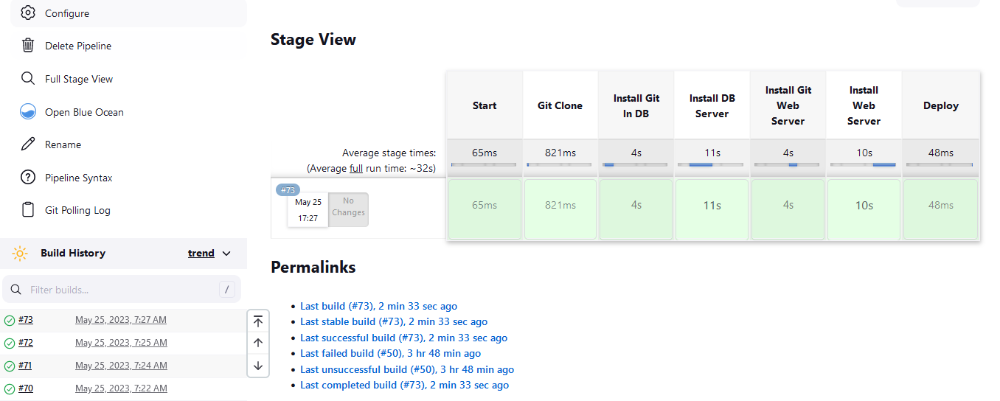 Configure
Delete Pipeline
Full Stage View
Open Blue Ocean
Rename
Pipeline Syntax
Git Polling Log
Build History
trend
Filter builds...
/
#73 May 25, 2023, 7:27 AM
#72 May 25, 2023, 7:25 AM
#71 May 25, 2023, 7:24 AM
#70 May 25, 2023, 7:22 AM
Stage View
Start
Git Clone
Install Git
In DB
Install DB
Server
Install Git
Web
Server
Install
Web
Server
Deploy
Average stage times:
(Average full run time: ~32s)
65ms 821ms 4s 11s 4s 10s 48ms
#73
May 25
17:27
No
Changes
65ms 821ms 4s 11s 4s 10s 48ms
Permalinks
Last build (#73), 2 min 33 sec ago
Last stable build (#73), 2 min 33 sec ago
Last successful build (#73), 2 min 33 sec ago
Last failed build (#50), 3 hr 48 min ago
Last unsuccessful build (#50), 3 hr 48 min ago
Last completed build (#73), 2 min 33 sec ago